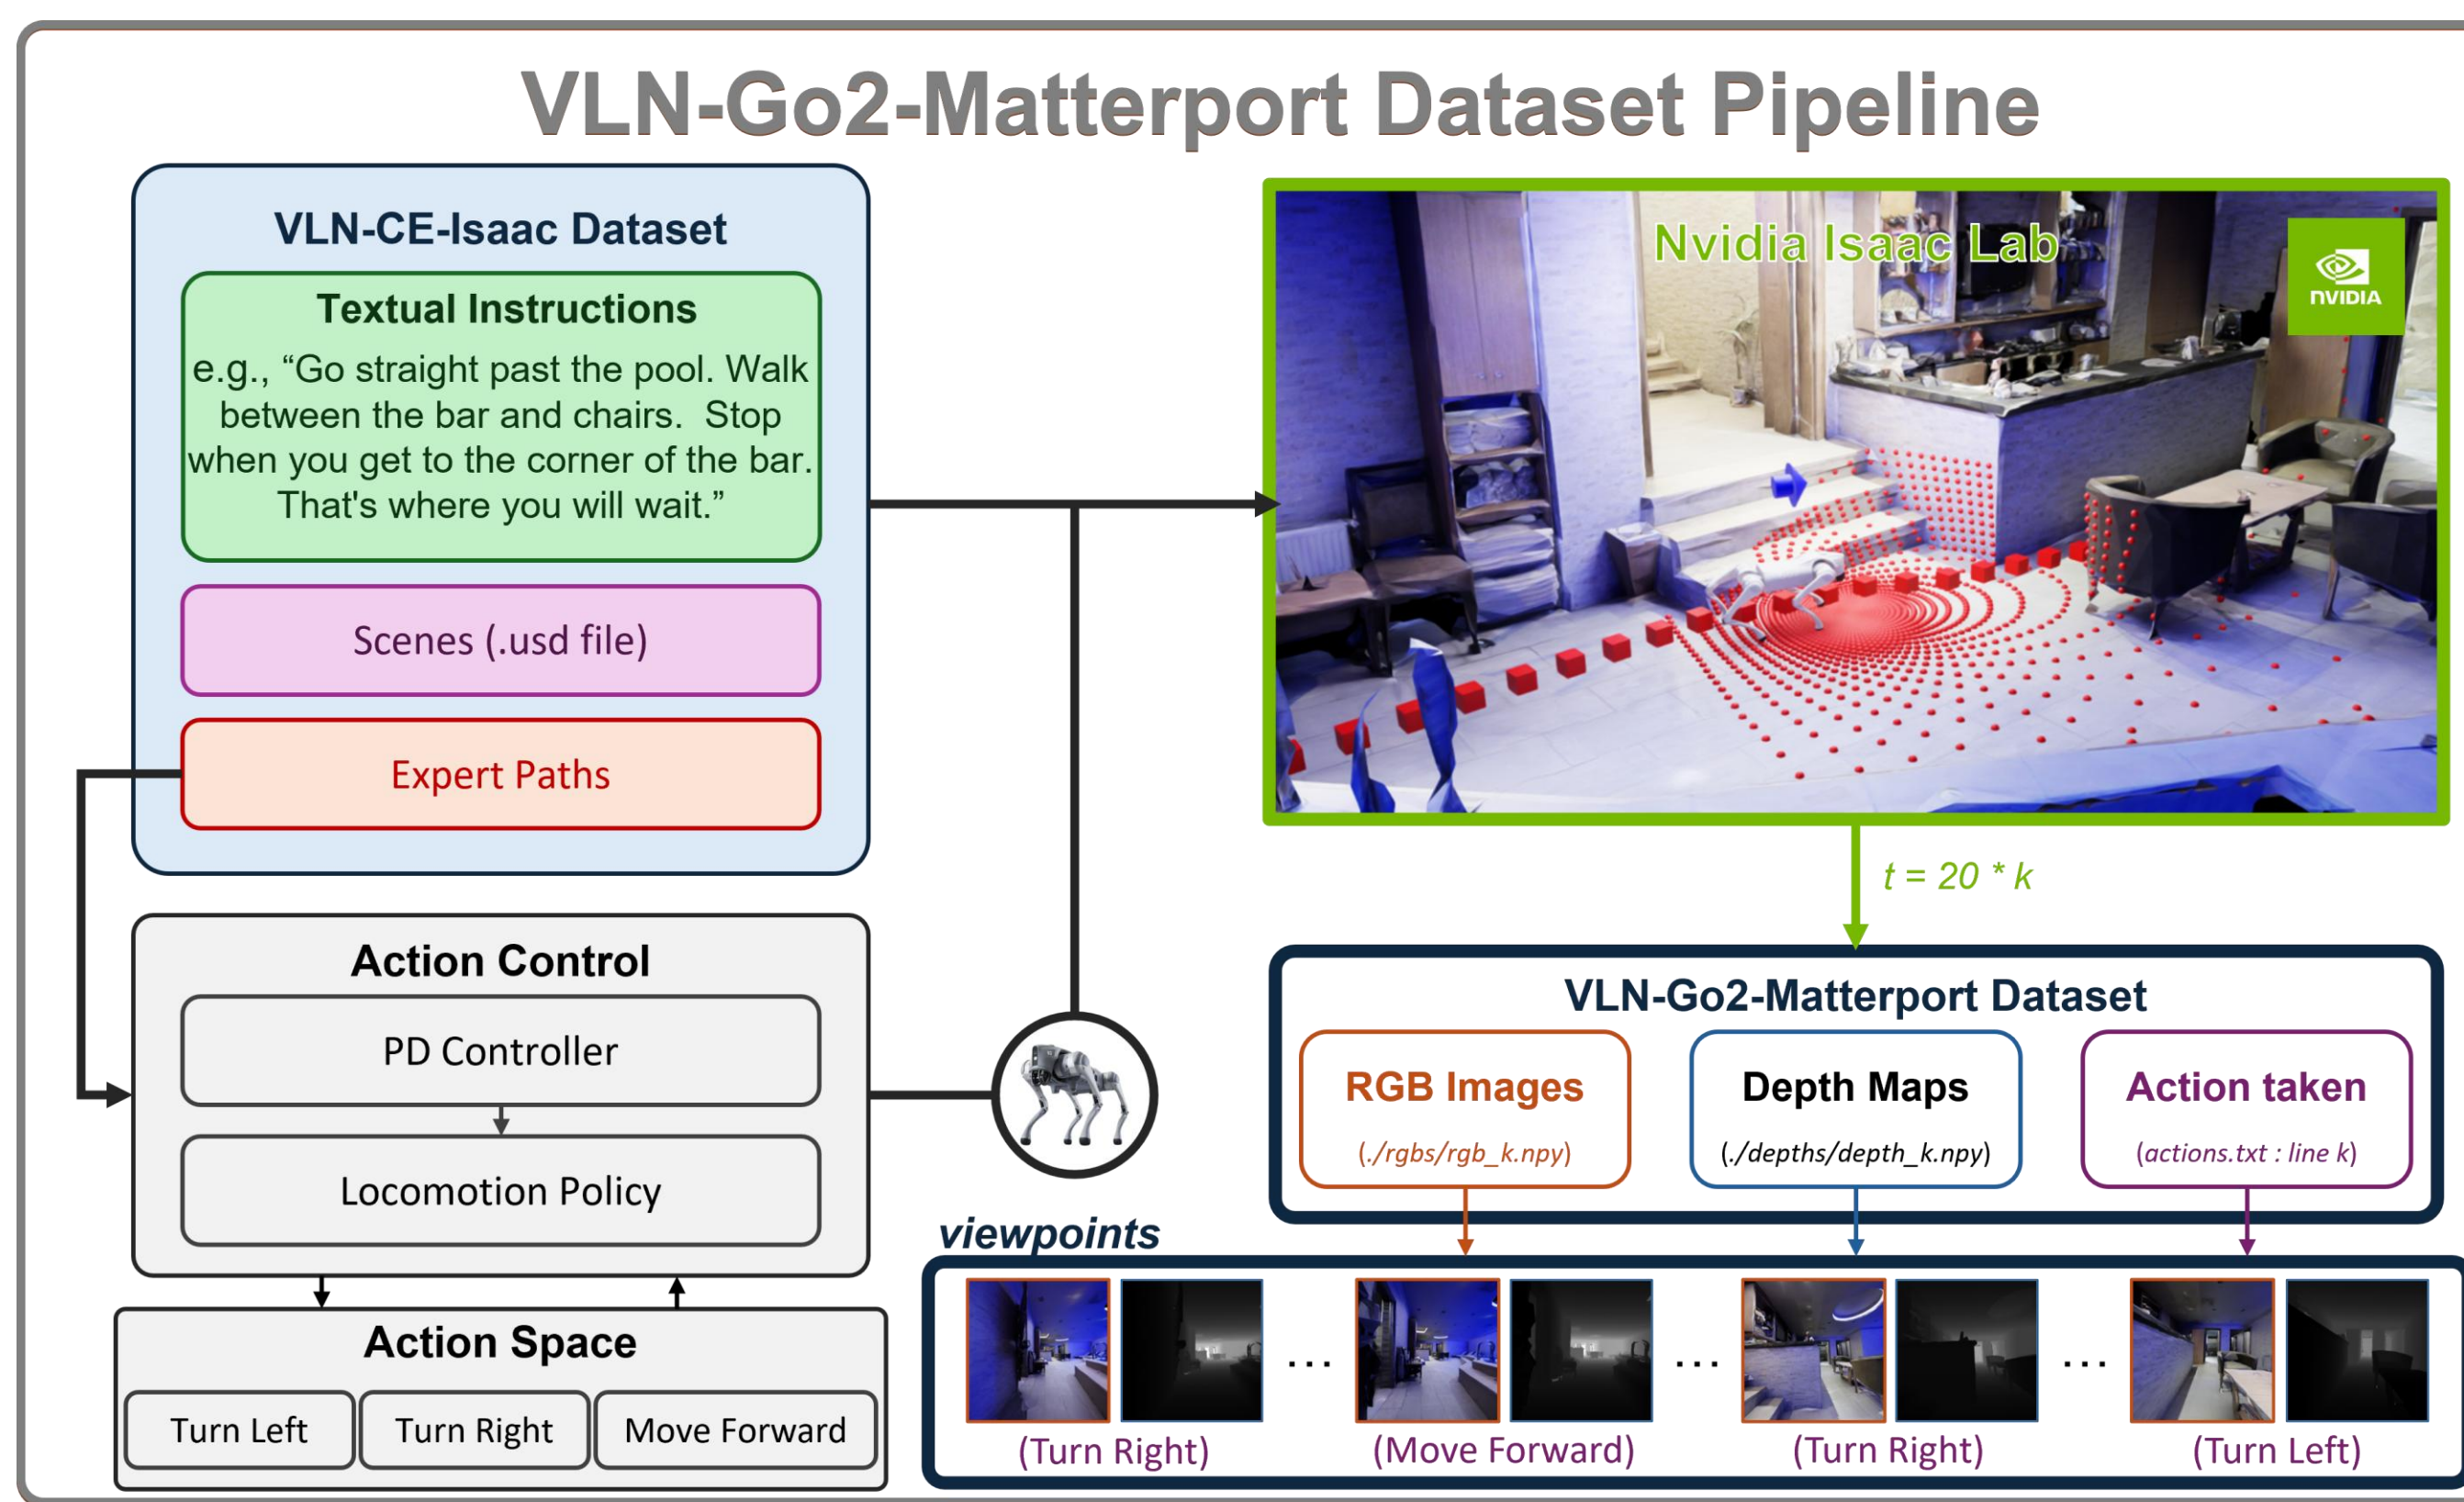 VLN-Go2-Matterport Dataset Pipeline
VLN-CE-Isaac Dataset
Textual Instructions
e.g., “Go straight past the pool. Walk
between the bar and chairs.  Stop
when you get to the corner of the bar.
That's where you will wait.”
Scenes (.usd file)
Expert Paths
Action Control
PD Controller
Locomotion Policy
Action Space
Turn Left
Turn Right
Move Forward
Nvidia Isaac Lab
NVIDIA
t = 20 * k
VLN-Go2-Matterport Dataset
RGB Images
(./rgbs/rgb_k.npy)
Depth Maps
(./depths/depth_k.npy)
Action taken
(actions.txt : line k)
viewpoints
...
...
...
(Turn Right)
(Move Forward)
(Turn Right)
(Turn Left)